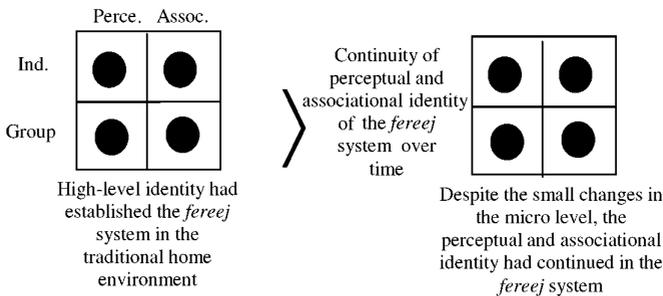 Perce. Assoc.
Ind.
Group
High-level identity had
established the fereej
system in the
traditional home
environment
Continuity of
perceptual and
associational identity
of the fereej
system over
time
Despite the small changes in
the micro level, the
perceptual and associational
identity had continued in the
fereej system